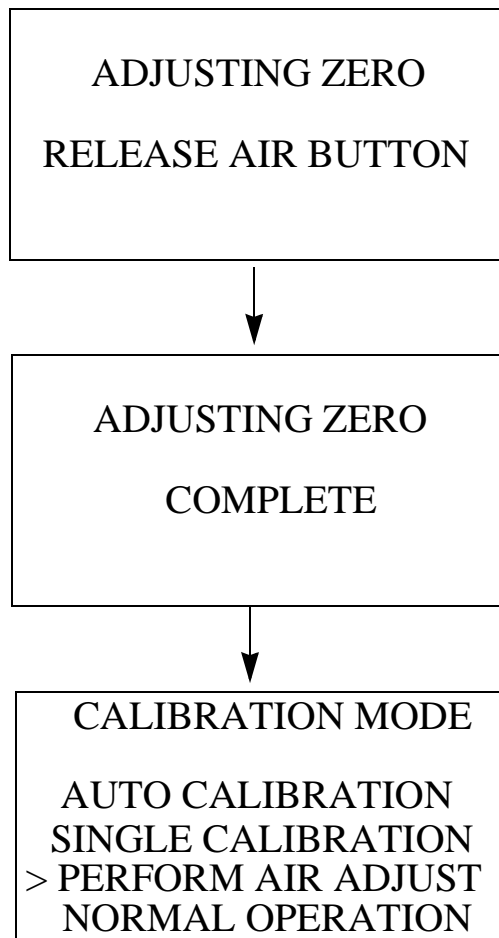 ADJUSTING ZERO
RELEASE AIR BUTTON
ADJUSTING ZERO
COMPLETE
CALIBRATION MODE
AUTO CALIBRATION
SINGLE CALIBRATION
> PERFORM AIR ADJUST
NORMAL OPERATION